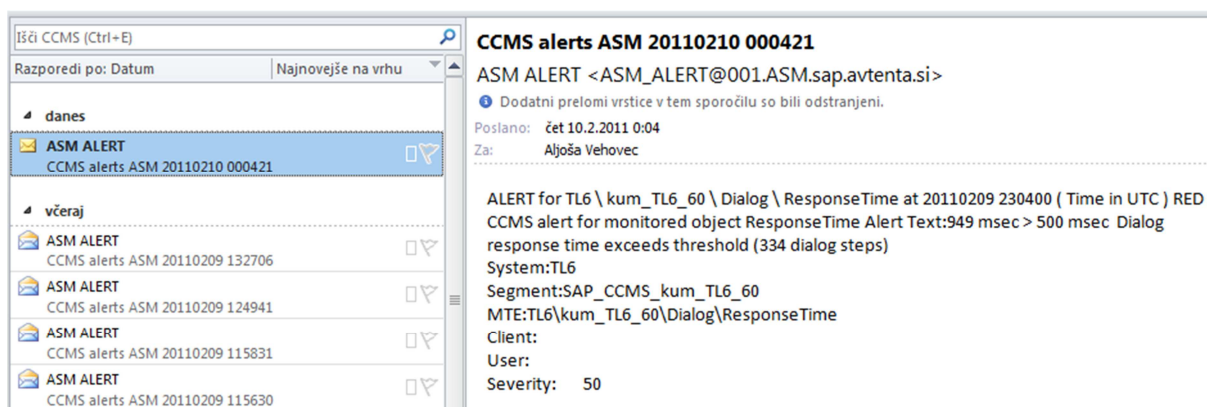 Išči CCMS (Ctrl+E)
Razporedi po: Datum
Najnovejše na vrhu
danes
ASM ALERT
CCMS alerts ASM 20110210 000421
včeraj
ASM ALERT
CCMS alerts ASM 20110209 132706
ASM ALERT
CCMS alerts ASM 20110209 124941
ASM ALERT
CCMS alerts ASM 20110209 115831
ASM ALERT
CCMS alerts ASM 20110209 115630
CCMS alerts ASM 20110210 000421
ASM ALERT <ASM_ALERT@001.ASM.sap.avtenta.si>
Dodatni prelomi vrstice v tem sporočilu so bili odstranjeni.
Poslano: čet 10.2.2011 0:04
Za: Aljoša Vehovec
ALERT for TL6 \ kum_TL6_60 \ Dialog \ ResponseTime at 20110209 230400 ( Time in UTC ) RED
CCMS alert for monitored object ResponseTime Alert Text:949 msec > 500 msec Dialog
response time exceeds threshold (334 dialog steps)
System:TL6
Segment:SAP_CCMS_kum_TL6_60
MTE:TL6\kum_TL6_60\Dialog\ResponseTime
Client:
User:
Severity: 50